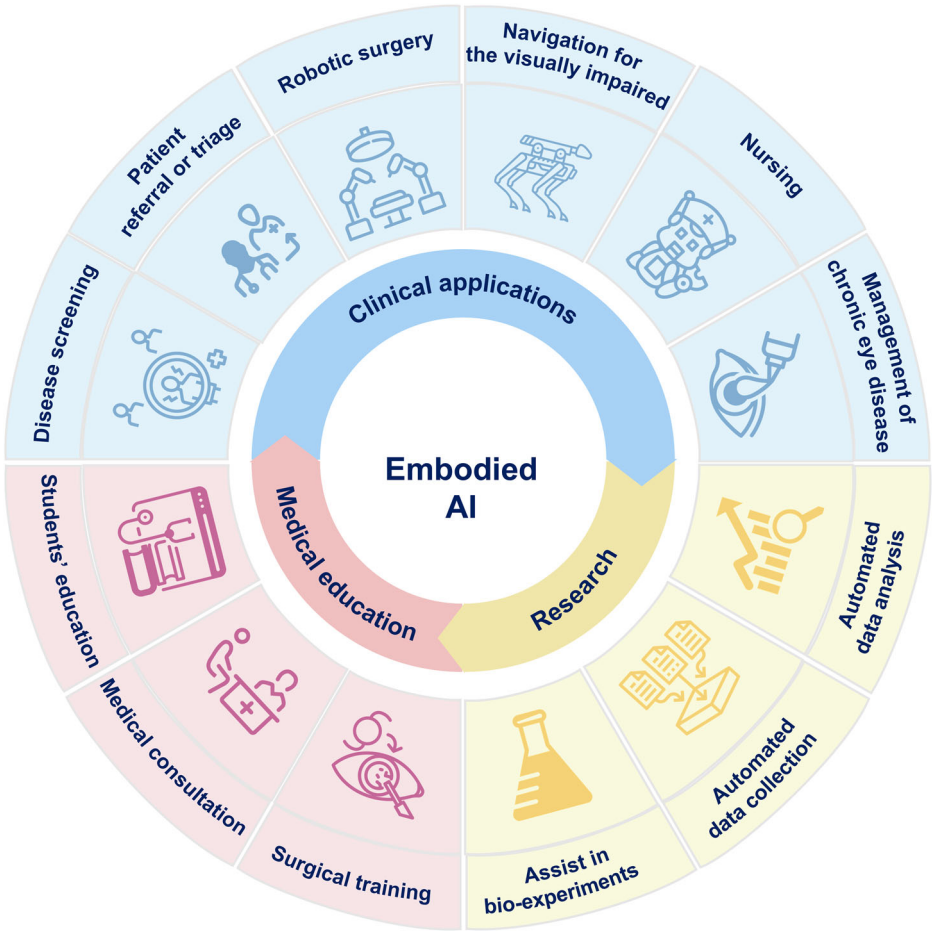 Embodied
AI
Clinical applications
Research
Medical education
Disease screening
Patient
referral or triage
Robotic surgery
Navigation for
the visually impaired
Nursing
Management of
chronic eye disease
Automated
data analysis
Automated
data collection
Assist in
bio-experiments
Surgical training
Medical consultation
Students’ education